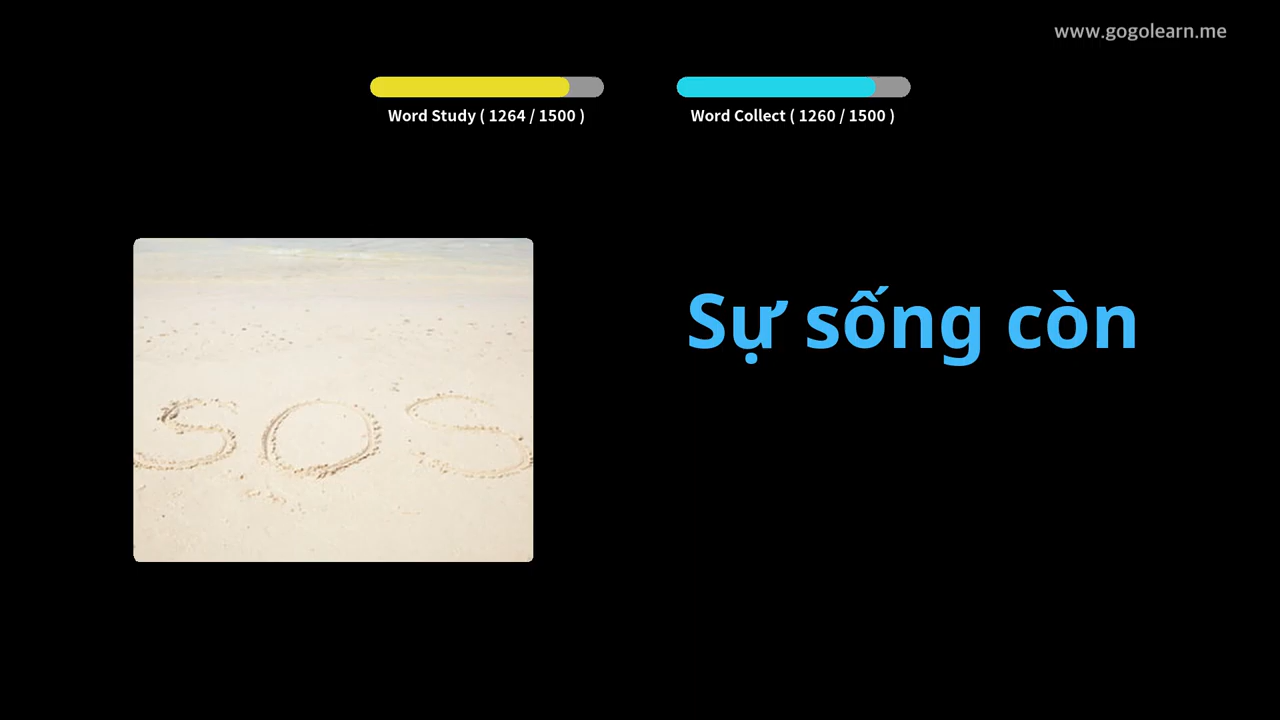 www.gogolearn.me
Word Study ( 1264 / 1500 )
Word Collect ( 1260 / 1500 )
Sự sống còn
SOS